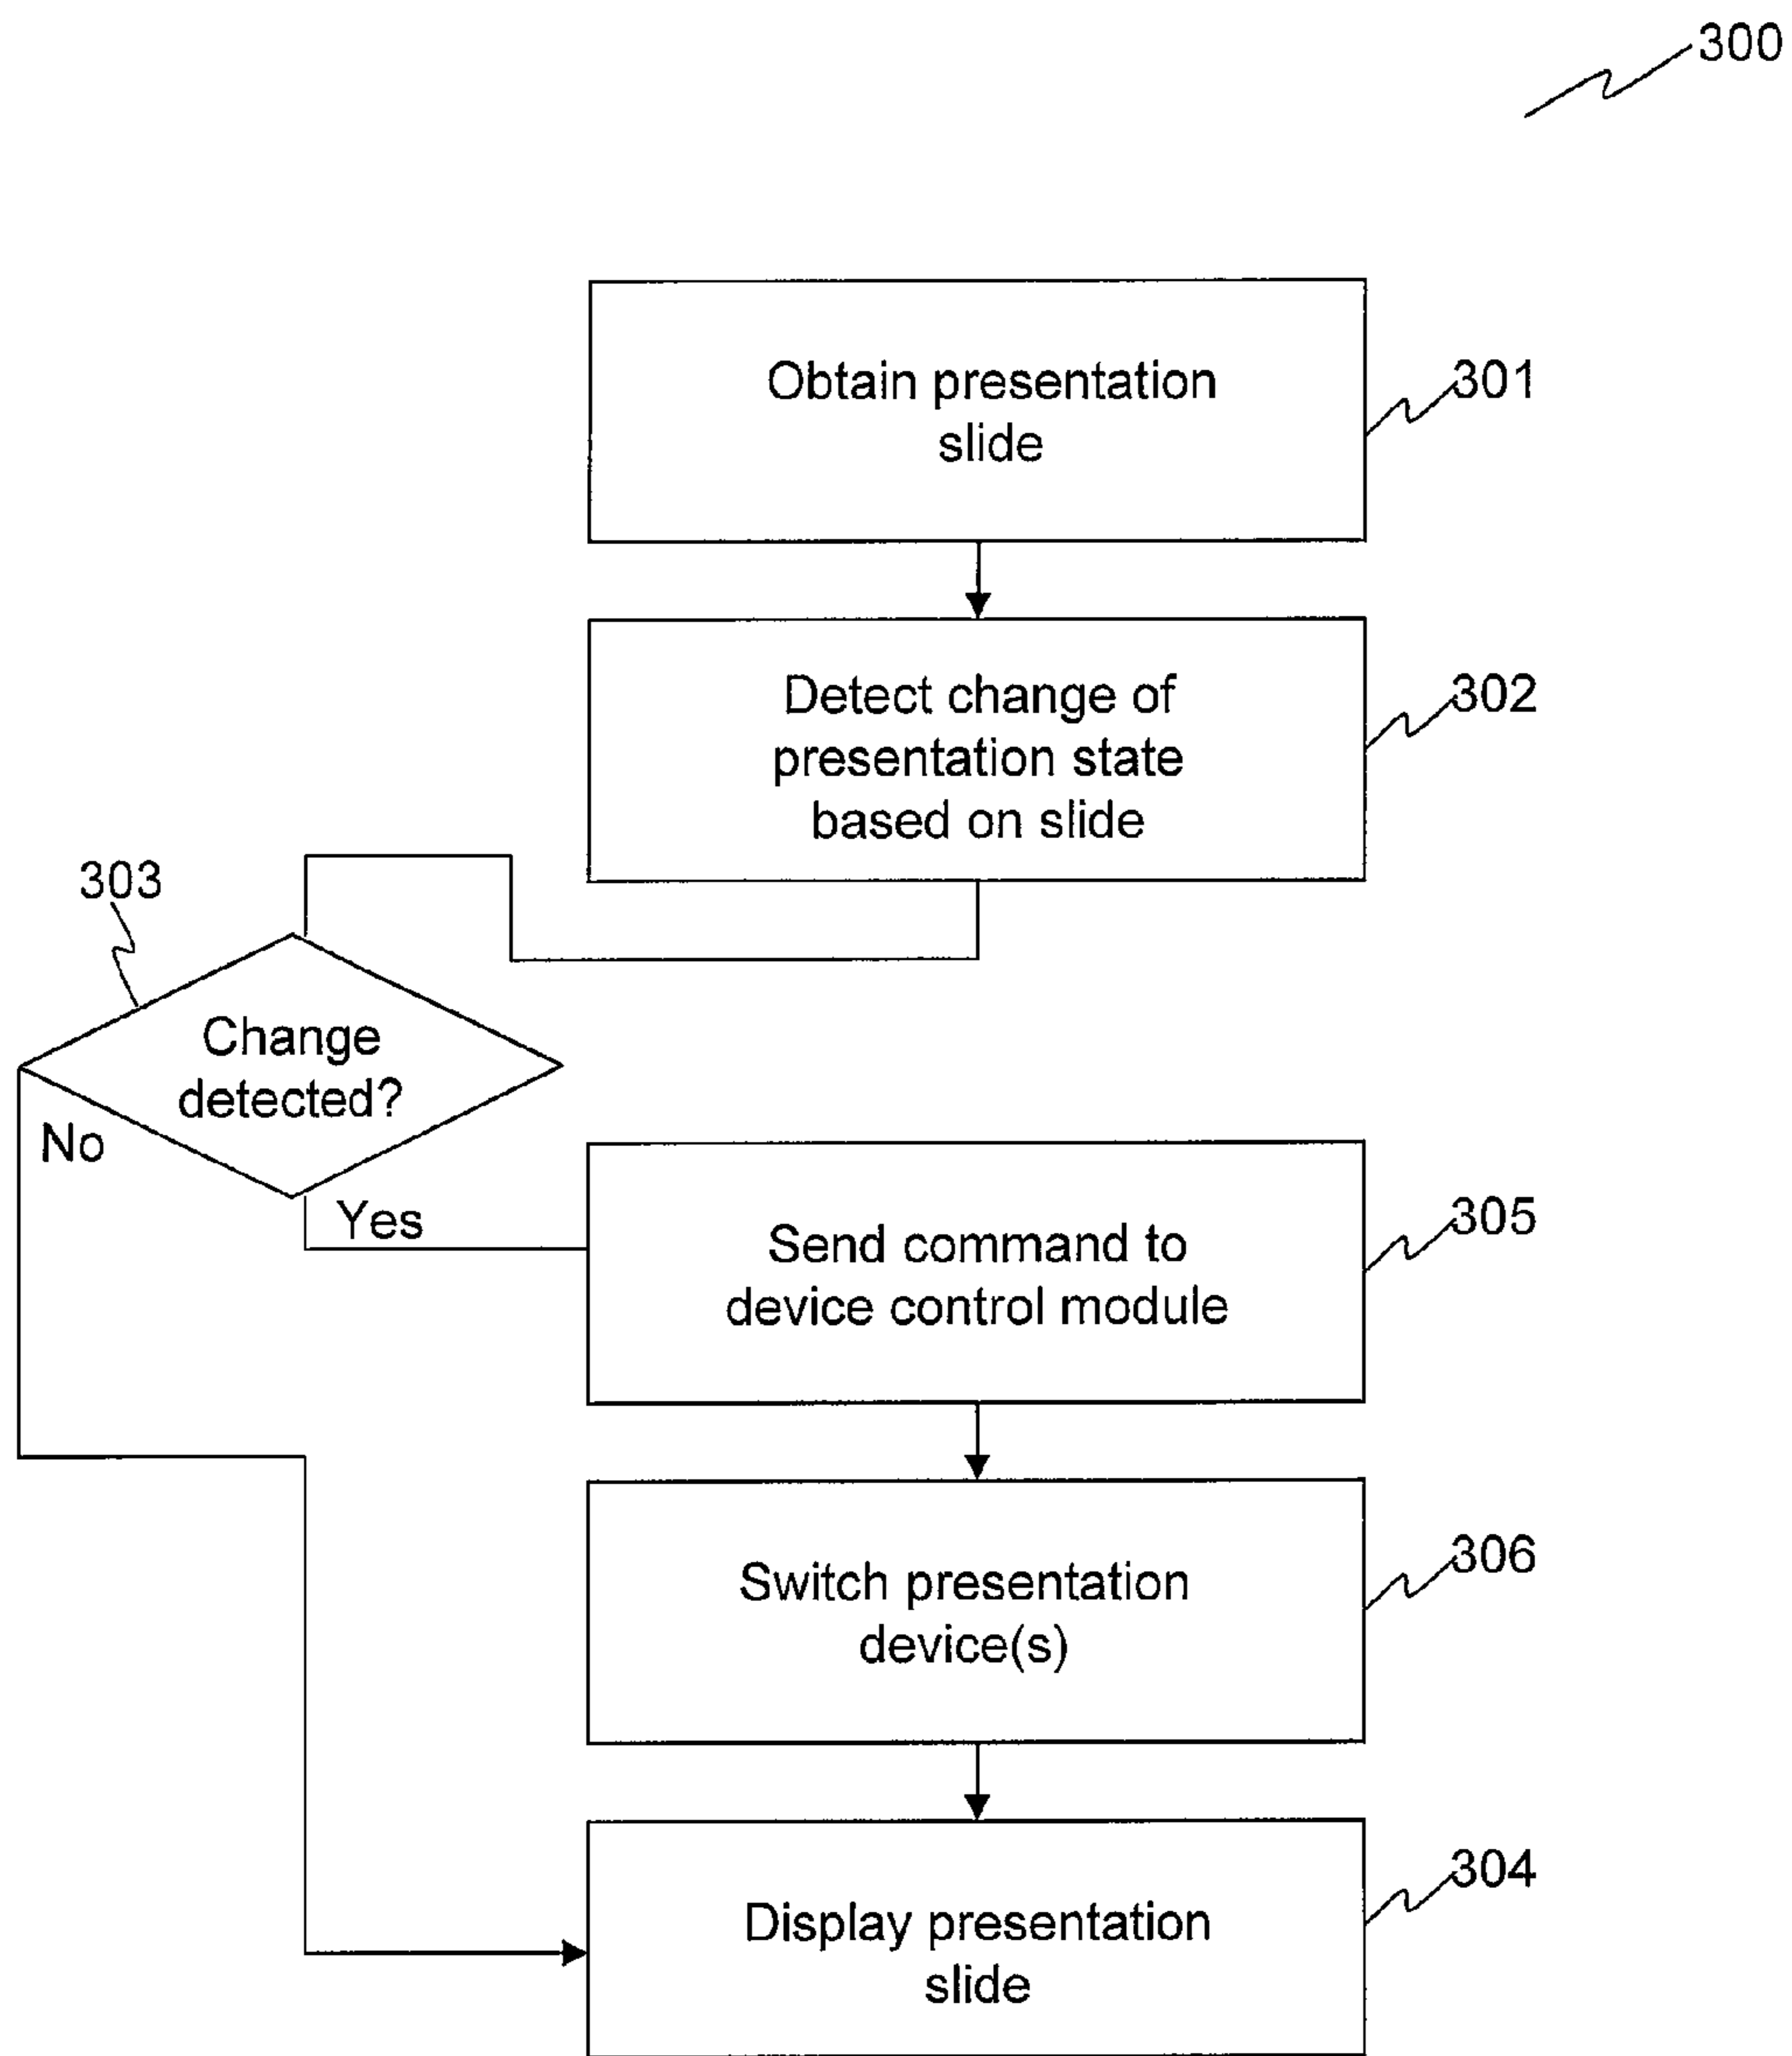 300
Obtain presentation
slide
301
Detect change of
presentation state
based on slide
302
303
Change
detected?
No
Yes
Send command to
device control module
305
Switch presentation
device(s)
306
Display presentation
slide
304